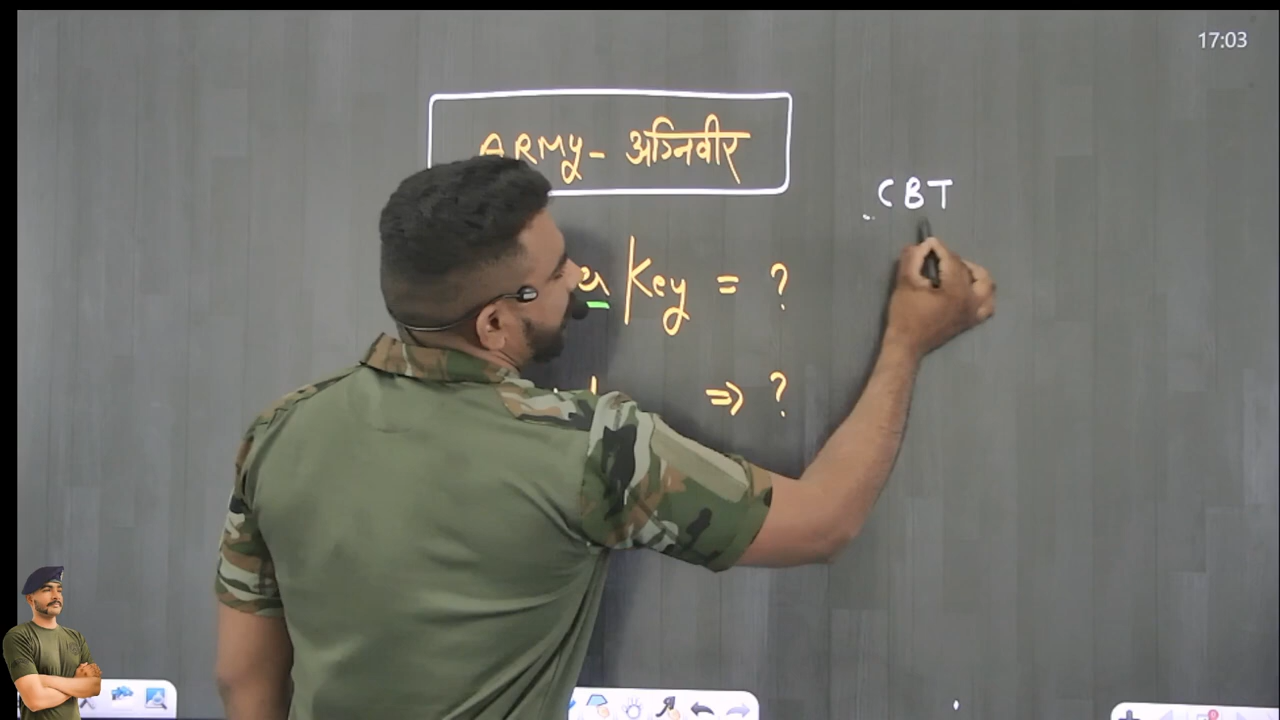 17:03
ARMY- अग्निवीर
CBT
Key = ?
⇒ ?